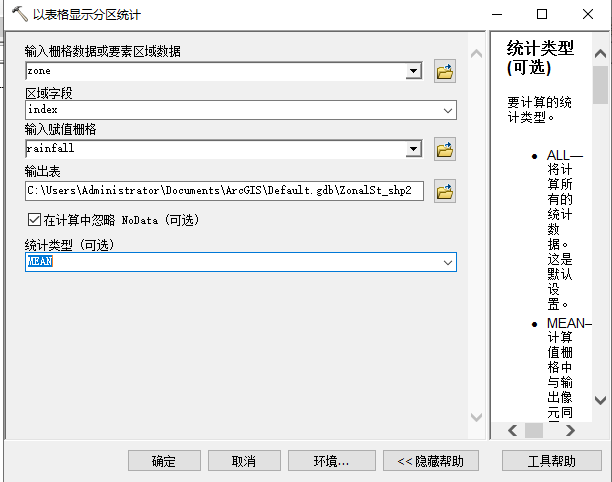 以表格显示分区统计
输入栅格数据或要素区域数据
zone
区域字段
index
输入赋值栅格
rainfall
输出表
C:\Users\Administrator\Documents\ArcGIS\Default.gdb\ZonalSt_shp2
在计算中忽略 NoData (可选)
统计类型 (可选)
MEAN
统计类型
(可选)
要计算的统
计类型。
ALL—
将计
算所
有的
统计
数
据。
这是
默认
设
置。
MEAN—
计算
值栅
格中
与输
出像
元同
确定
取消
环境...
<< 隐藏帮助
工具帮助